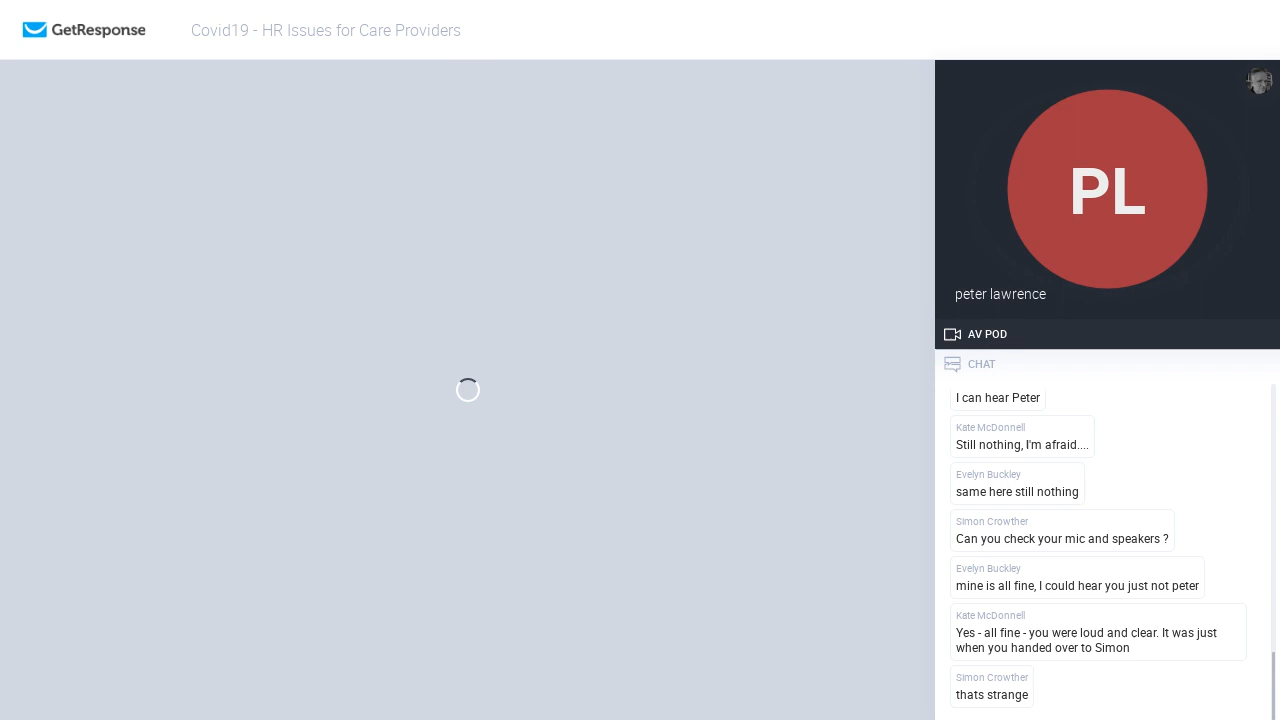 GetResponse
Covid19 - HR Issues for Care Providers
PL
peter lawrence
AV POD
CHAT
I can hear Peter
Kate McDonnell
Still nothing, I'm afraid....
Evelyn Buckley
same here still nothing
Simon Crowther
Can you check your mic and speakers ?
Evelyn Buckley
mine is all fine, I could hear you just not peter
Kate McDonnell
Yes - all fine - you were loud and clear. It was just
when you handed over to Simon
Simon Crowther
thats strange